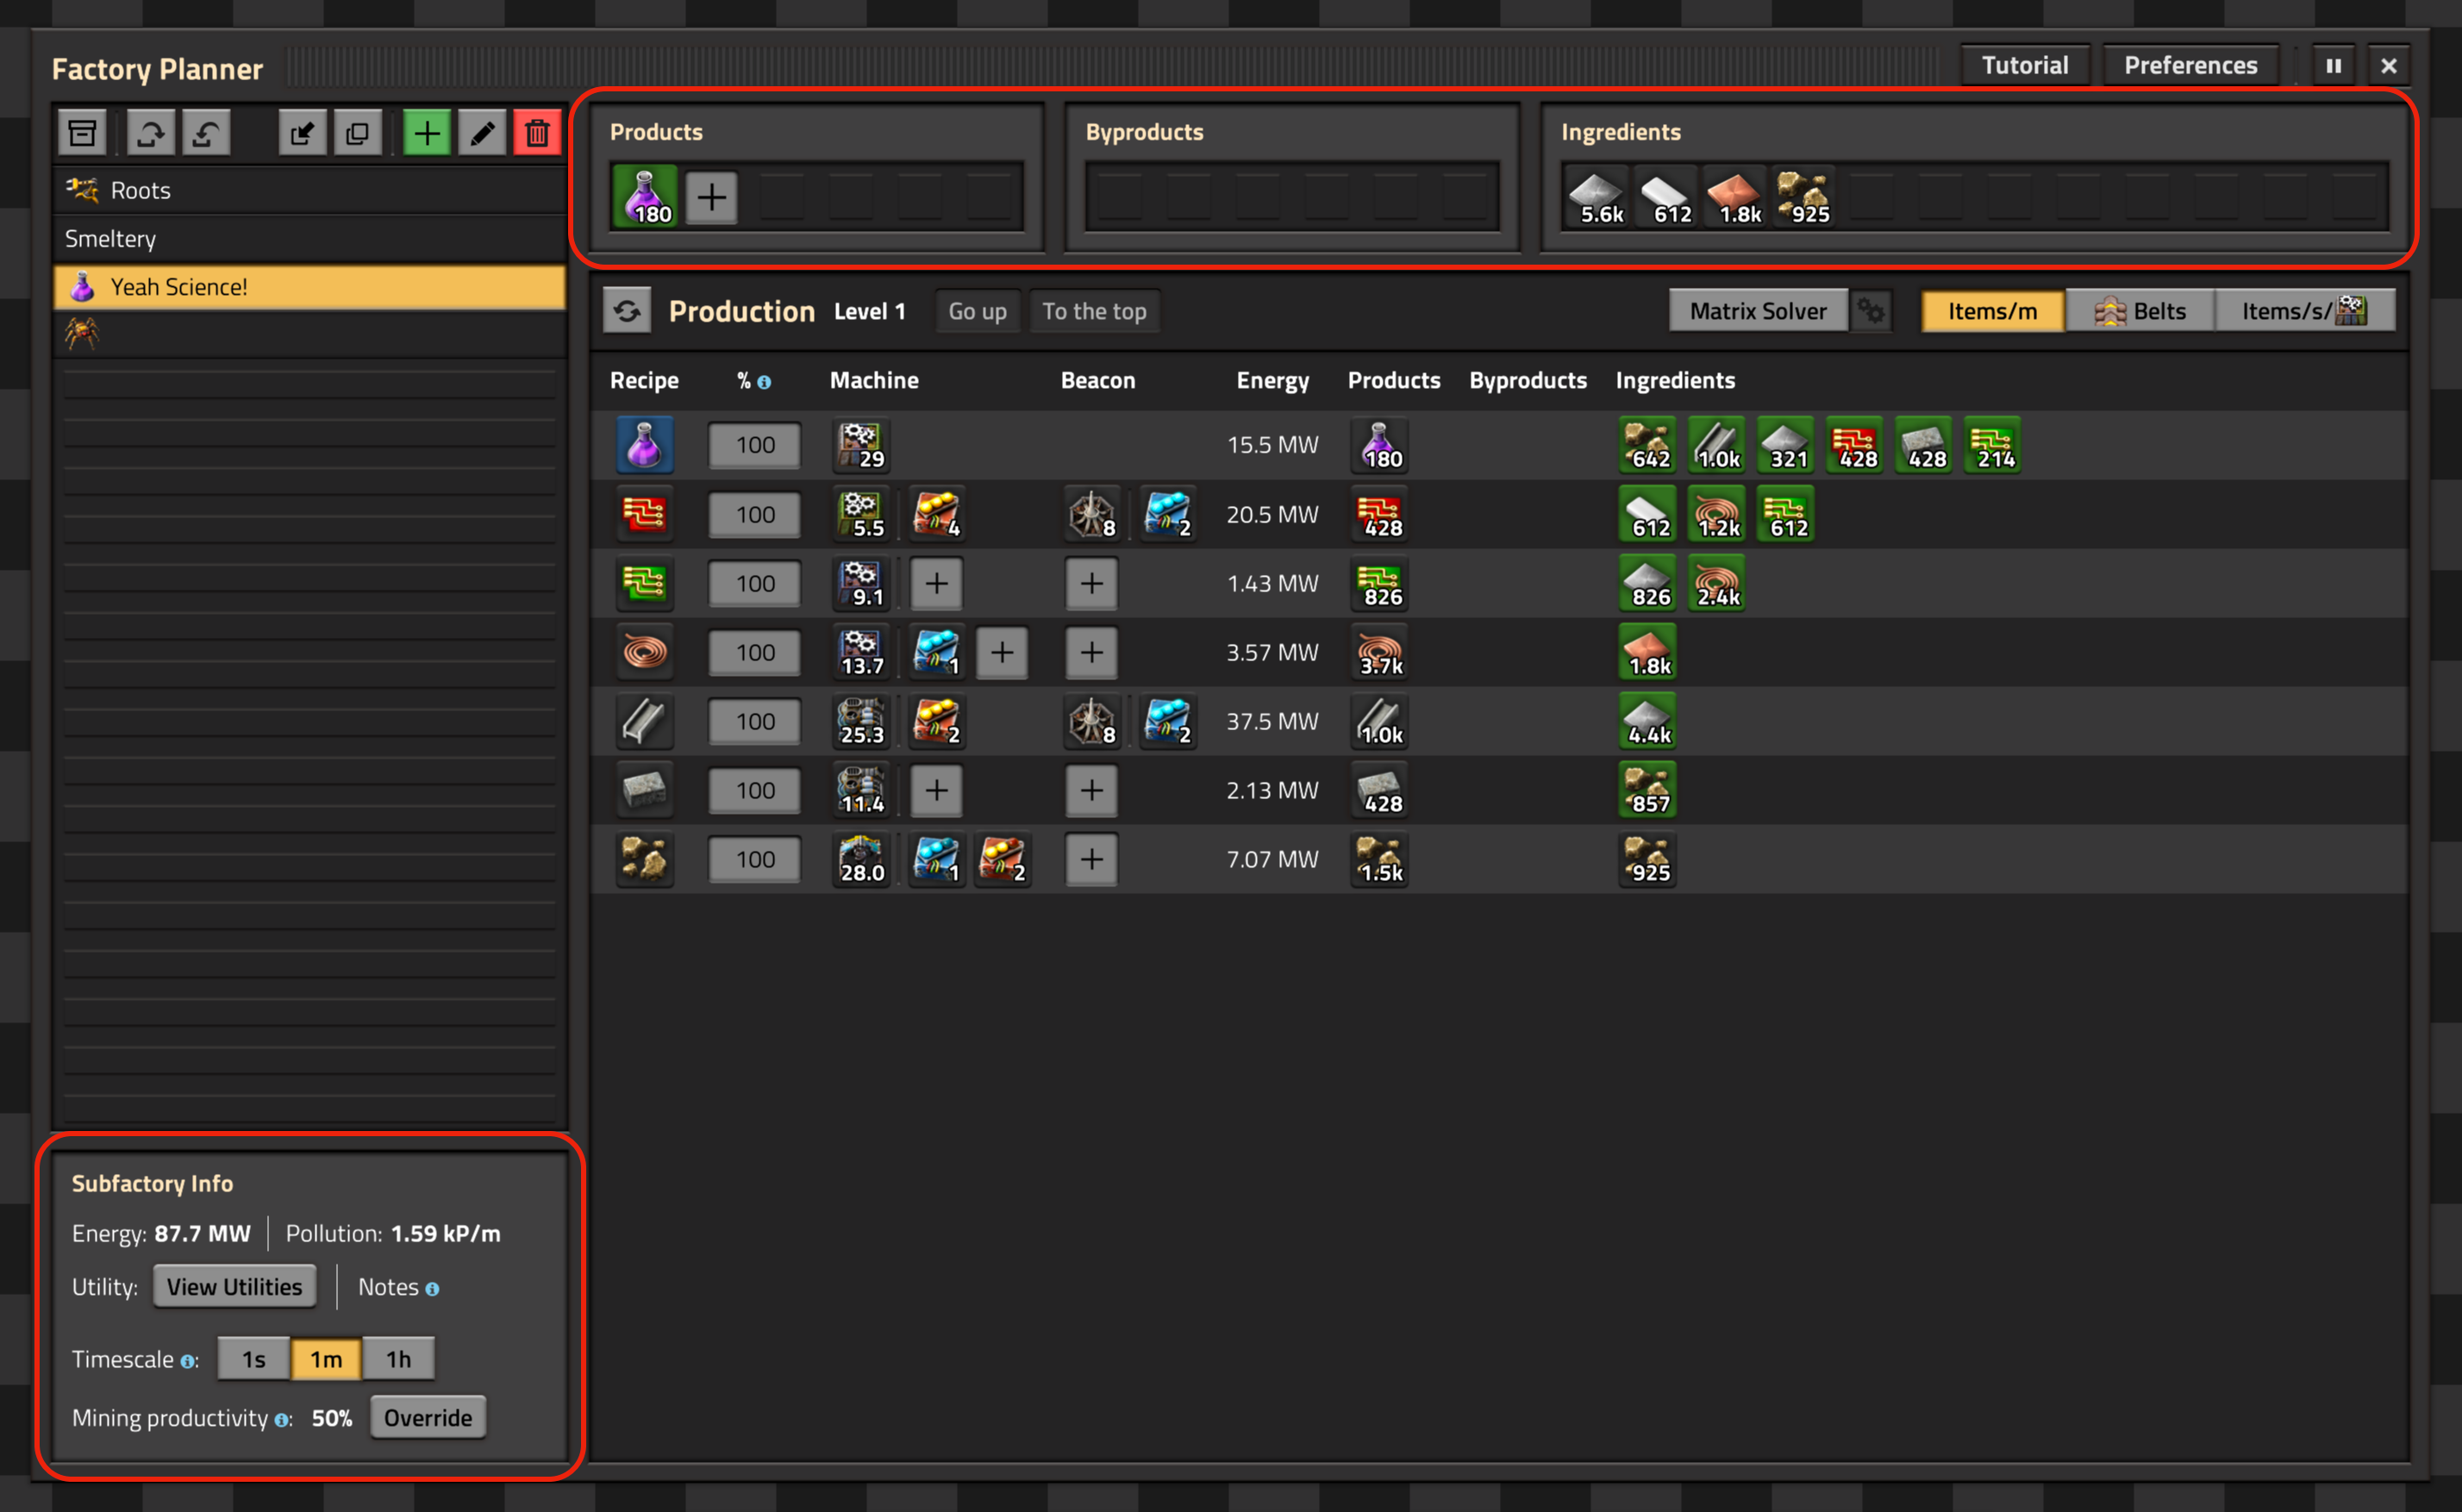 Factory Planner
Tutorial
Preferences
Products
Byproducts
Ingredients
180
5.6k
612
1.8k
925
Roots
Smeltery
Yeah Science!
Production
Level 1
Go up
To the top
Matrix Solver
Items/m
Belts
Items/s/
Recipe % Machine Beacon Energy Products Byproducts Ingredients
100 29 15.5 MW 180 642 1.0k 321 428 428 214
100 5.5 4 8 2 20.5 MW 428 612 1.2k 612
100 9.1 1.43 MW 826 826 2.4k
100 13.7 1 3.57 MW 3.7k 1.8k
100 25.3 2 8 2 37.5 MW 1.0k 4.4k
100 11.4 2.13 MW 428 857
100 28.0 1 2 7.07 MW 1.5k 925
Subfactory Info
Energy: 87.7 MW
Pollution: 1.59 kP/m
Utility: View Utilities
Notes
Timescale : 1s 1m 1h
Mining productivity : 50% Override